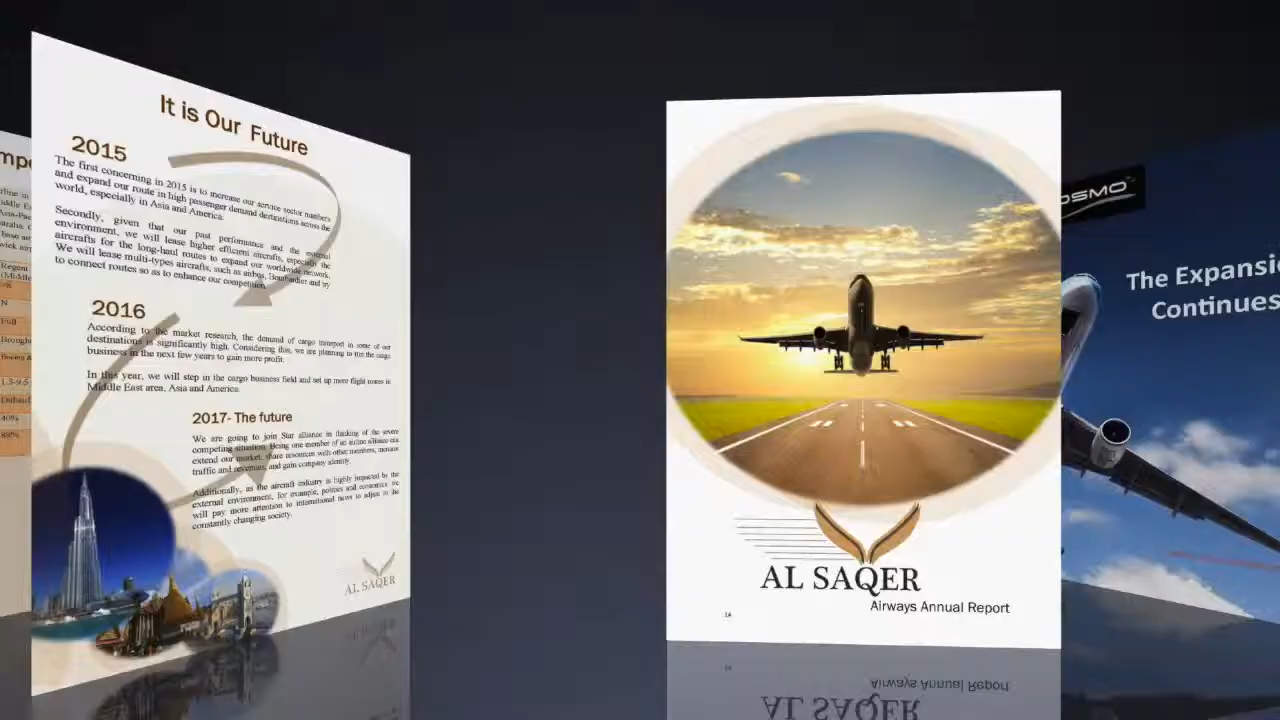 It is Our Future
2015
The first concerning in 2015 is to increase our service sector numbers
and expand our route in high passenger demand destinations across the
world, especially in Asia and America.
Secondly, given that our past performance and the external
environment, we will lease higher efficient aircrafts, especially the
aircrafts for the long-haul routes to expand our worldwide network.
We will lease multi-types aircrafts, such as airbus, Bombardier and try
to connect routes so as to enhance our competition.
2016
According to the market research, the demand of cargo transport in some of our
destinations is significantly high. Considering this, we are planning to run the cargo
business in the next few years to gain more profit.
In this year, we will step in the cargo business field and set up more flight routes in
Middle East area, Asia and America.
2017- The future
We are going to join Star alliance in thinking of the severe
competing situation. Being one member of an airline alliance can
extend our market, share resources with other members, increase
traffic and revenues, and gain company identity.
Additionally, as the aircraft industry is highly impacted by the
external environment, for example, politics and economics we
will pay more attention to international news to adjust to the
constantly changing society.
AL SAQER
AL SAQER
Airways Annual Report
OSMO
The Expansio
Continues
N
Full
40%
88%